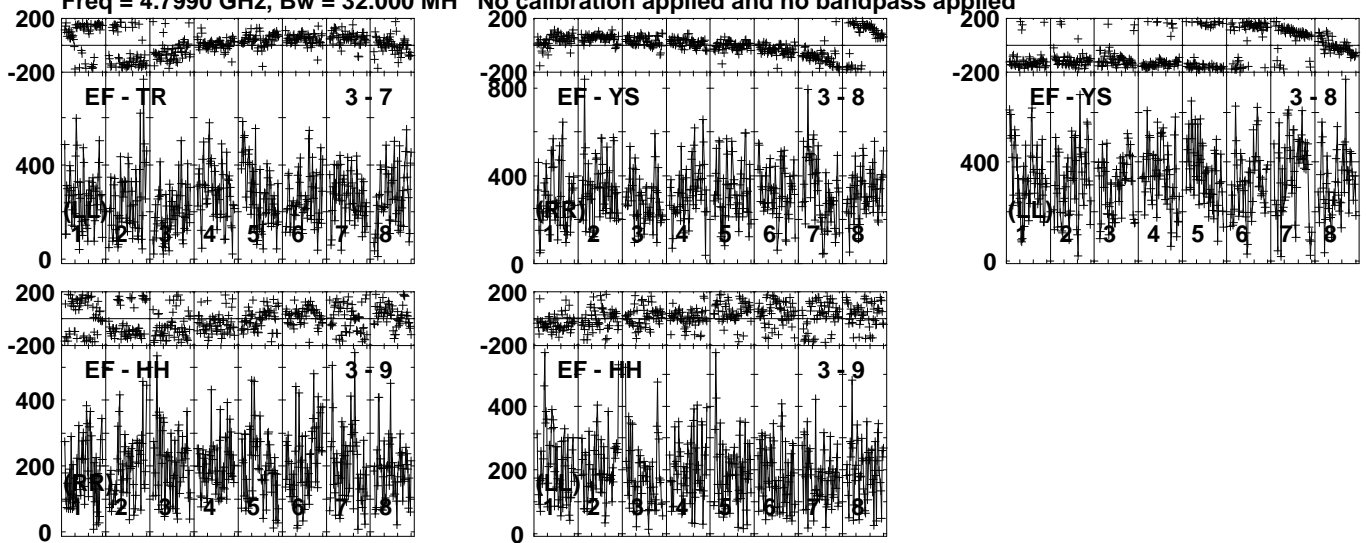 Freq = 4.7990 GHz, Bw = 32.000 MH No calibration applied and no bandpass applied
200
-200
EF - TR 3 - 7
400
(LL)
1 2 3 4 5 6 7 8
0
200
-200
800
EF - YS 3 - 8
400
(RR)
1 2 3 4 5 6 7 8
0
200
-200
EF - YS 3 - 8
400
(LL)
1 2 3 4 5 6 7 8
0
200
-200
EF - HH 3 - 9
400
200
(RR)
1 2 3 4 5 6 7 8
0
200
-200
EF - HH 3 - 9
400
200
(LL)
1 2 3 4 5 6 7 8
0